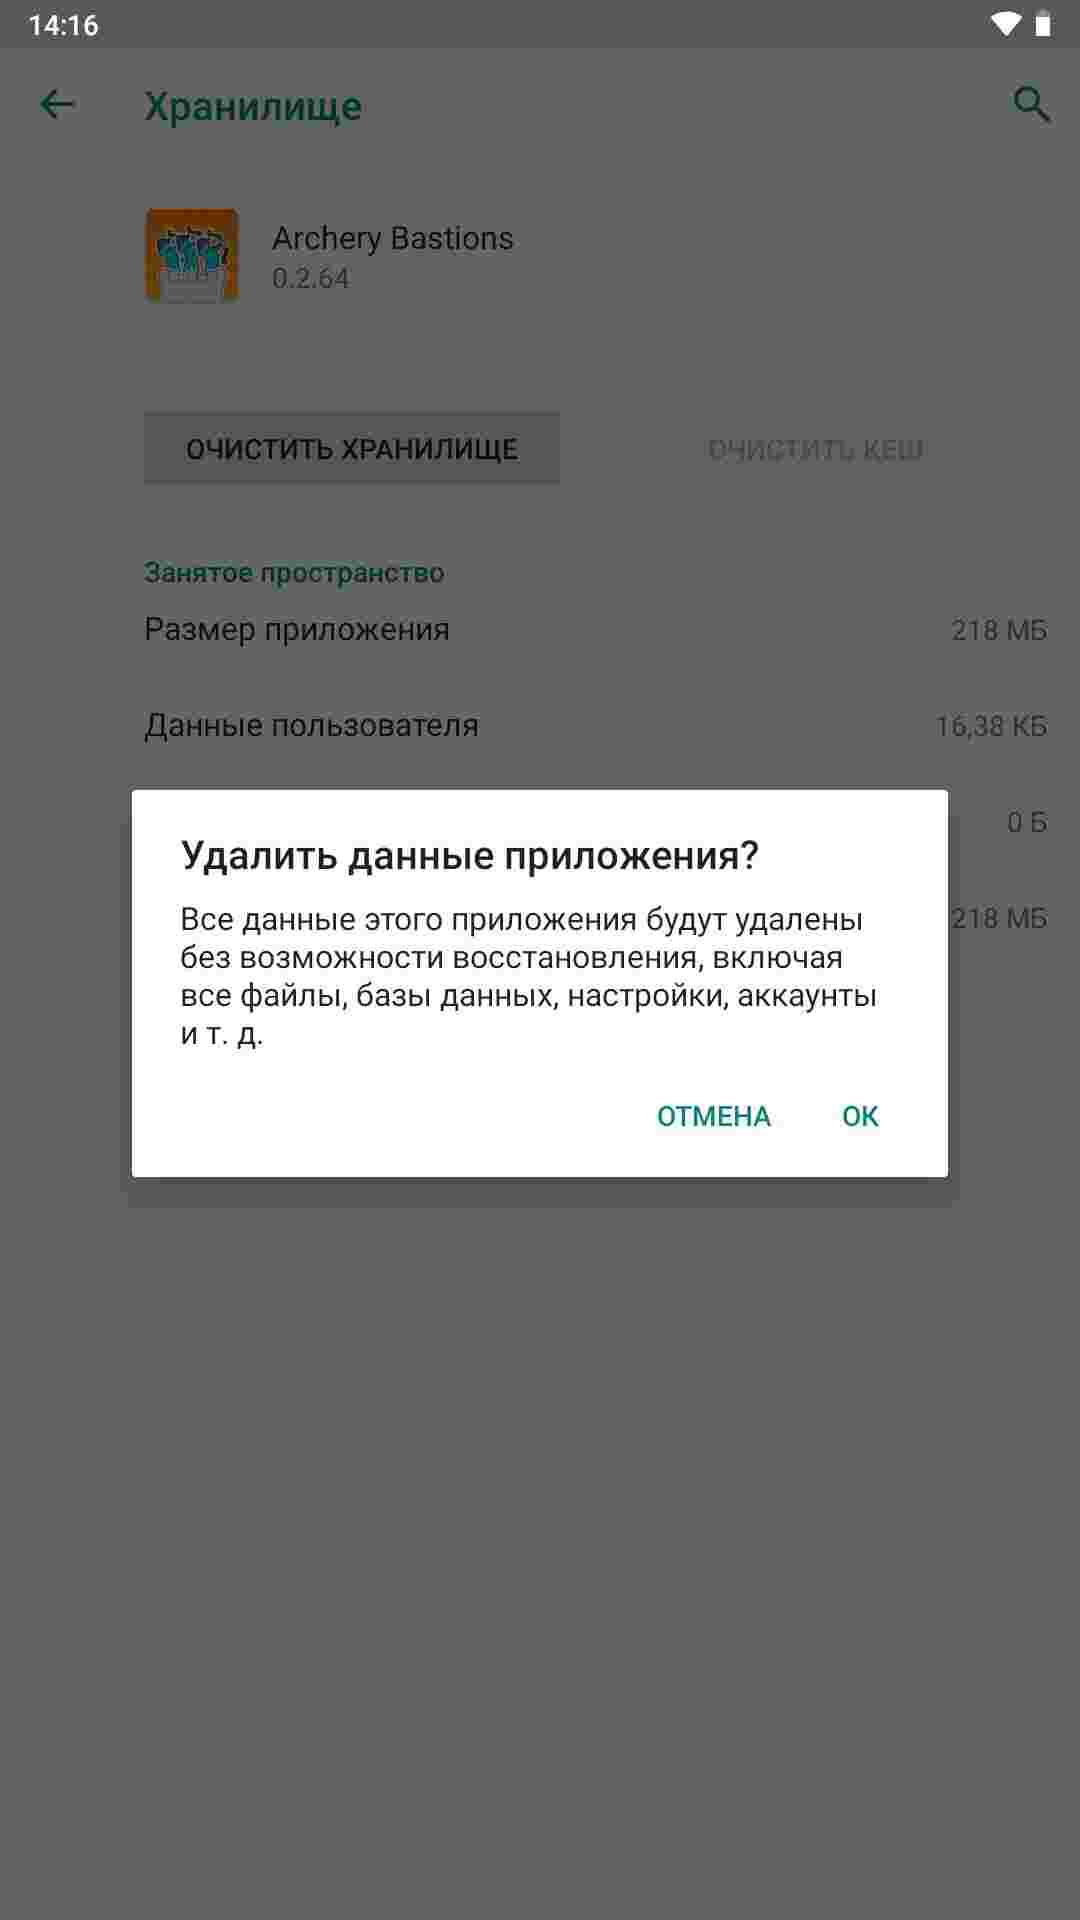 14:16
Хранилище
Archery Bastions
0.2.64
ОЧИСТИТЬ ХРАНИЛИЩЕ
ОЧИСТИТЬ КЕШ
Занятое пространство
Размер приложения
218 МБ
Данные пользователя
16,38 КБ
0 Б
218 МБ
Удалить данные приложения?
Все данные этого приложения будут удалены
без возможности восстановления, включая
все файлы, базы данных, настройки, аккаунты
и т. д.
ОТМЕНА
ОК